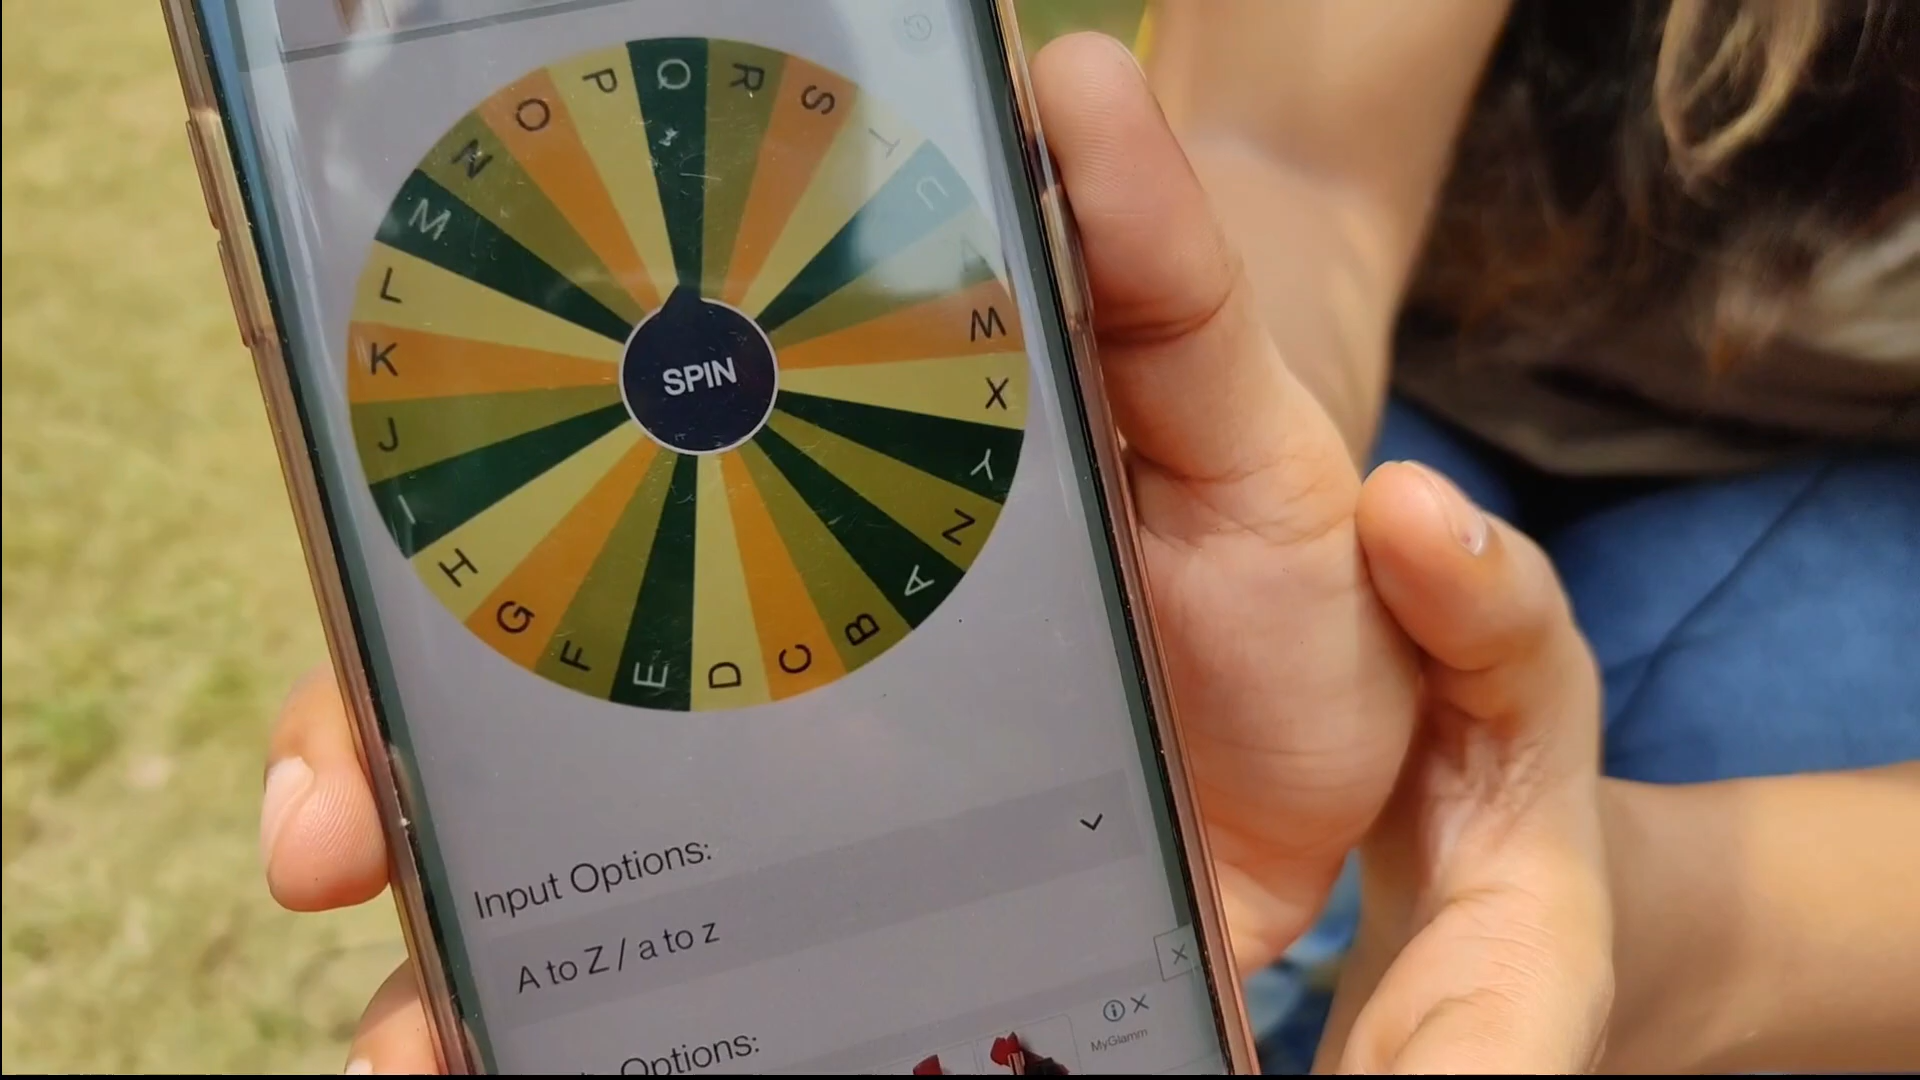 A
B
C
D
E
F
G
H
I
J
K
L
M
N
O
P
Q
R
S
T
U
V
W
X
Y
Z
SPIN
Input Options:
A to Z / a to z
Options:
MyGlamm